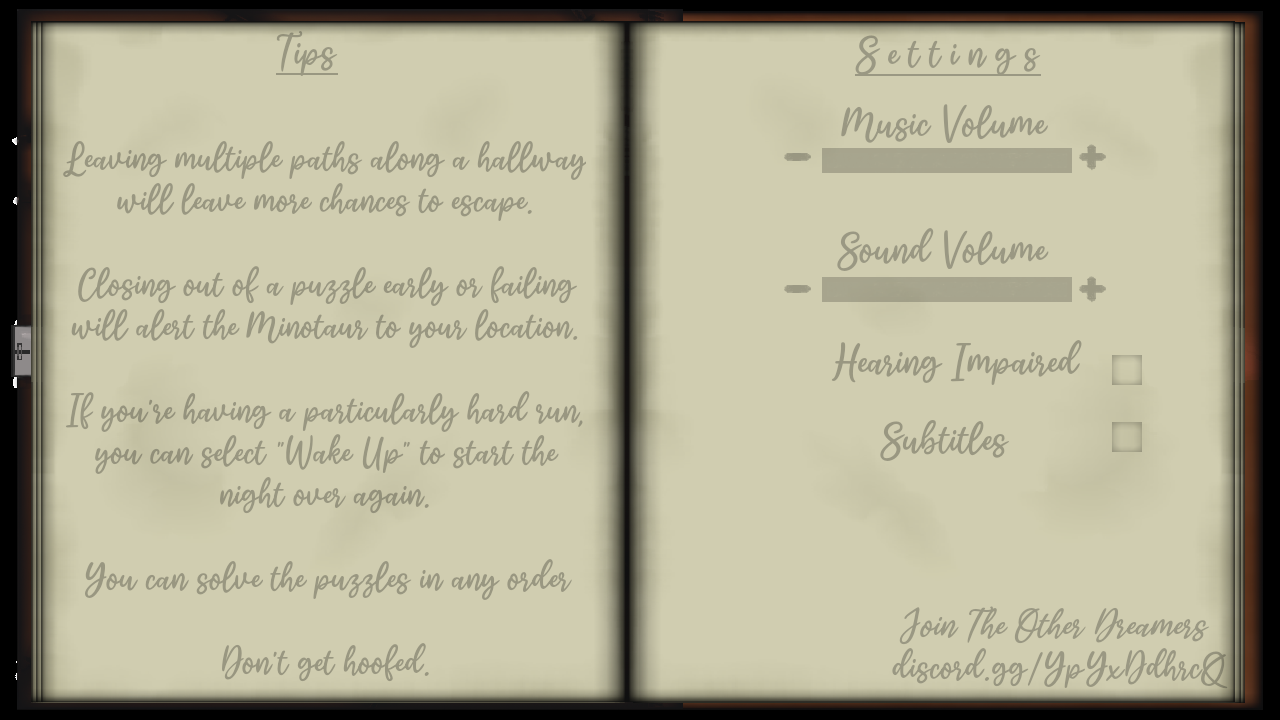 Tips
Leaving multiple paths along a hallway
will leave more chances to escape.
Closing out of a puzzle early or failing
will alert the Minotaur to your location.
If you're having a particularly hard run,
you can select "Wake Up" to start the
night over again.
You can solve the puzzles in any order
Don't get hoofed.
Settings
Music Volume
Sound Volume
Hearing Impaired
Subtitles
Join The Other Dreamers
discord.gg/YpYxDdhrcQ